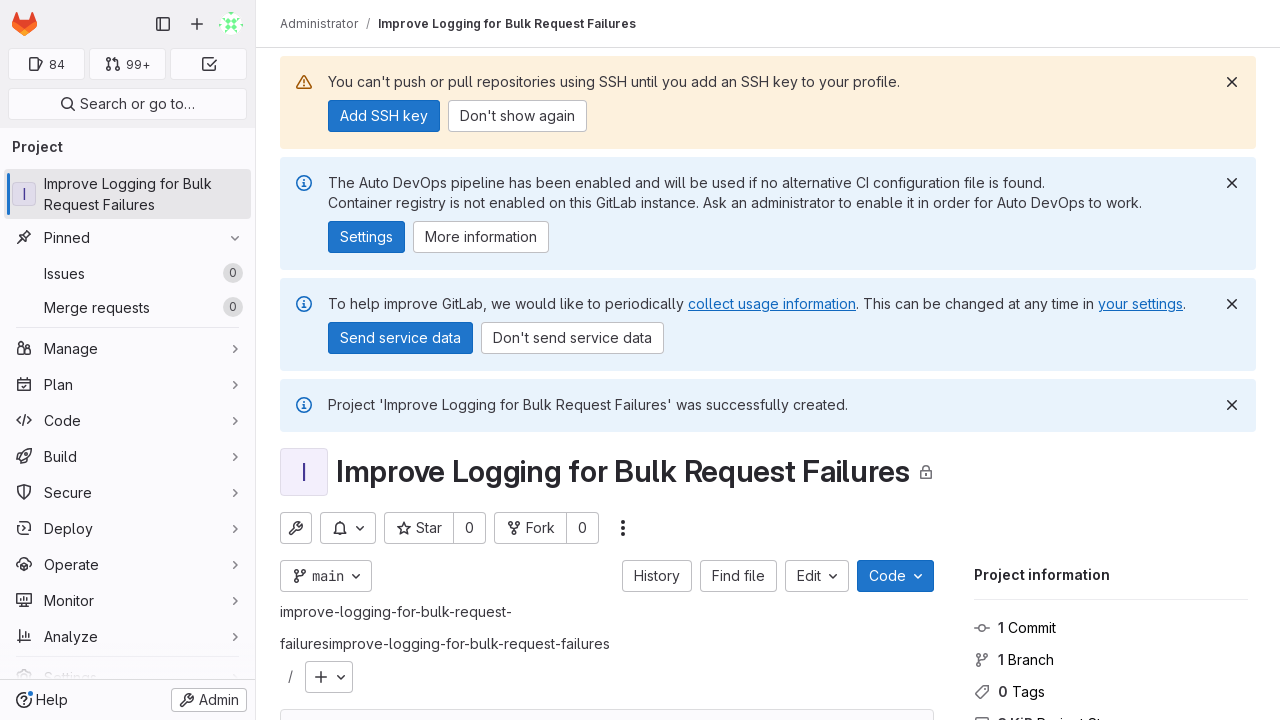 Administrator / Improve Logging for Bulk Request Failures
84
99+
Search or go to…
Project
I
Improve Logging for Bulk
Request Failures
Pinned
Issues 0
Merge requests 0
Manage
Plan
Code
Build
Secure
Deploy
Operate
Monitor
Analyze
Settings
Help
Admin
You can't push or pull repositories using SSH until you add an SSH key to your profile.
Add SSH key
Don't show again
The Auto DevOps pipeline has been enabled and will be used if no alternative CI configuration file is found.
Container registry is not enabled on this GitLab instance. Ask an administrator to enable it in order for Auto DevOps to work.
Settings
More information
To help improve GitLab, we would like to periodically collect usage information. This can be changed at any time in your settings.
Send service data
Don't send service data
Project 'Improve Logging for Bulk Request Failures' was successfully created.
I
Improve Logging for Bulk Request Failures
Star 0
Fork 0
main
History
Find file
Edit
Code
improve-logging-for-bulk-request-
failuresimprove-logging-for-bulk-request-failures
/
Project information
1 Commit
1 Branch
0 Tags